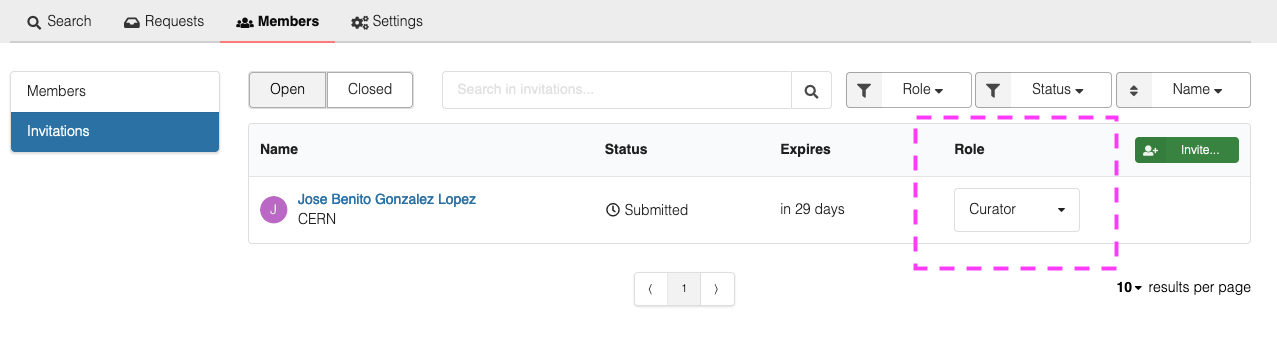 Search Requests Members Settings
Members
Invitations
Open Closed Search in invitations... Role Status Name
Name Status Expires Role Invite...
J Jose Benito Gonzalez Lopez Submitted in 29 days Curator
CERN
⟨ 1 ⟩
10 results per page